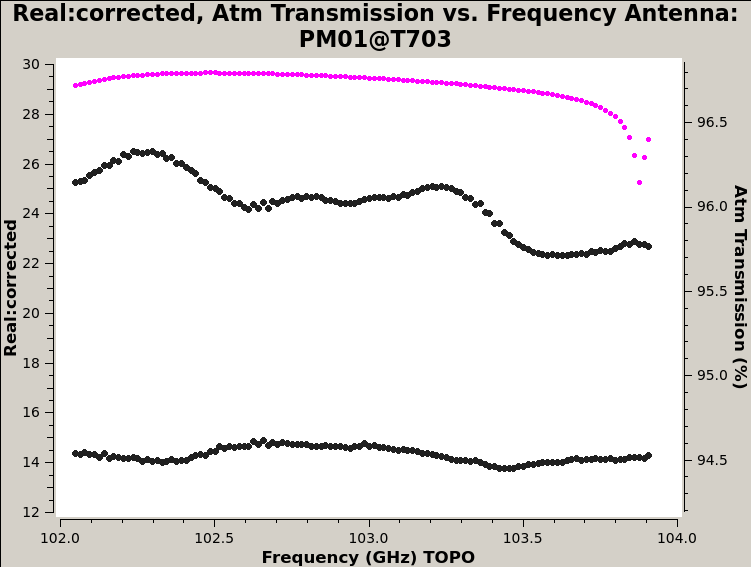 Real:corrected, Atm Transmission vs. Frequency Antenna:
PM01@T703
30
28
26
24
22
20
18
16
14
12
Real:corrected
96.5
96.0
95.5
95.0
94.5
Atm Transmission (%)
102.0 102.5 103.0 103.5 104.0
Frequency (GHz) TOPO